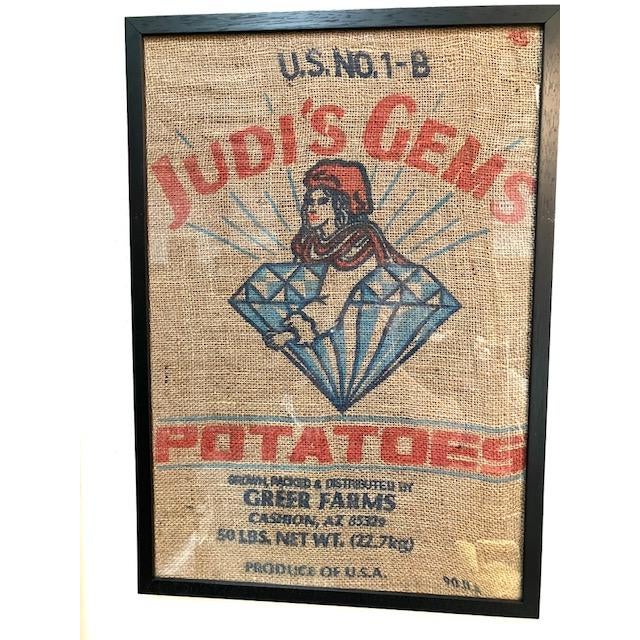 U.S. NO. 1-B
JUDI'S GEMS
POTATOES
GROWN, PACKED & DISTRIBUTED BY
GREER FARMS
CASHION, AZ 85329
50 LBS. NET WT. (22.7kg)
PRODUCE OF U.S.A.